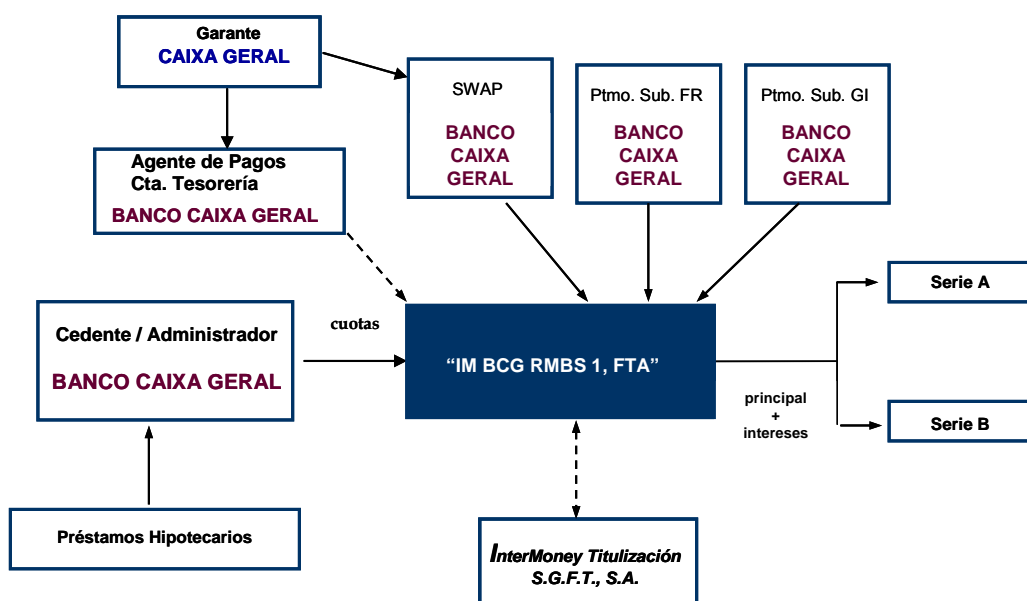 Garante
CAIXA GERAL
SWAP
BANCO
CAIXA
GERAL
Ptmo. Sub. FR
BANCO
CAIXA
GERAL
Ptmo. Sub. GI
BANCO
CAIXA
GERAL
Agente de Pagos
Cta. Tesorería
BANCO CAIXA GERAL
Cedente / Administrador
BANCO CAIXA GERAL
cuotas
“IM BCG RMBS 1, FTA”
principal
+
intereses
Serie A
Serie B
Préstamos Hipotecarios
InterMoney Titulización
S.G.F.T., S.A.